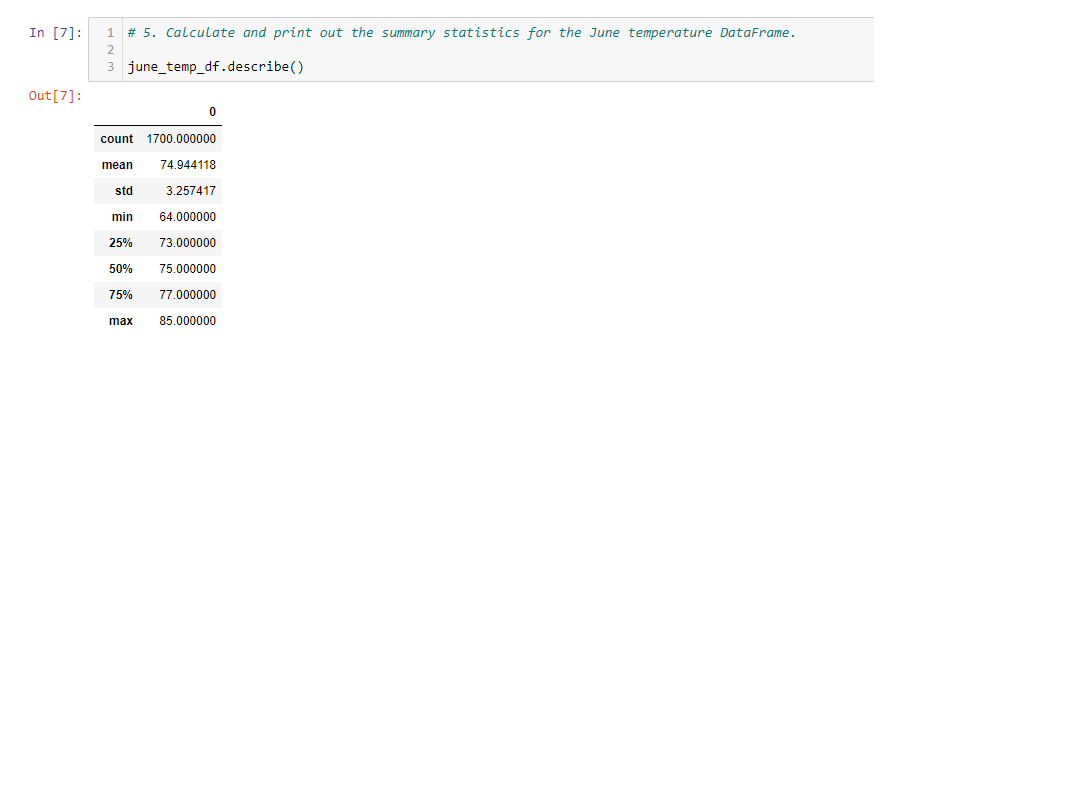 In [7]:
1 # 5. Calculate and print out the summary statistics for the June temperature DataFrame.
2
3 june_temp_df.describe()
Out[7]:
0
count 1700.000000
mean 74.944118
std 3.257417
min 64.000000
25% 73.000000
50% 75.000000
75% 77.000000
max 85.000000